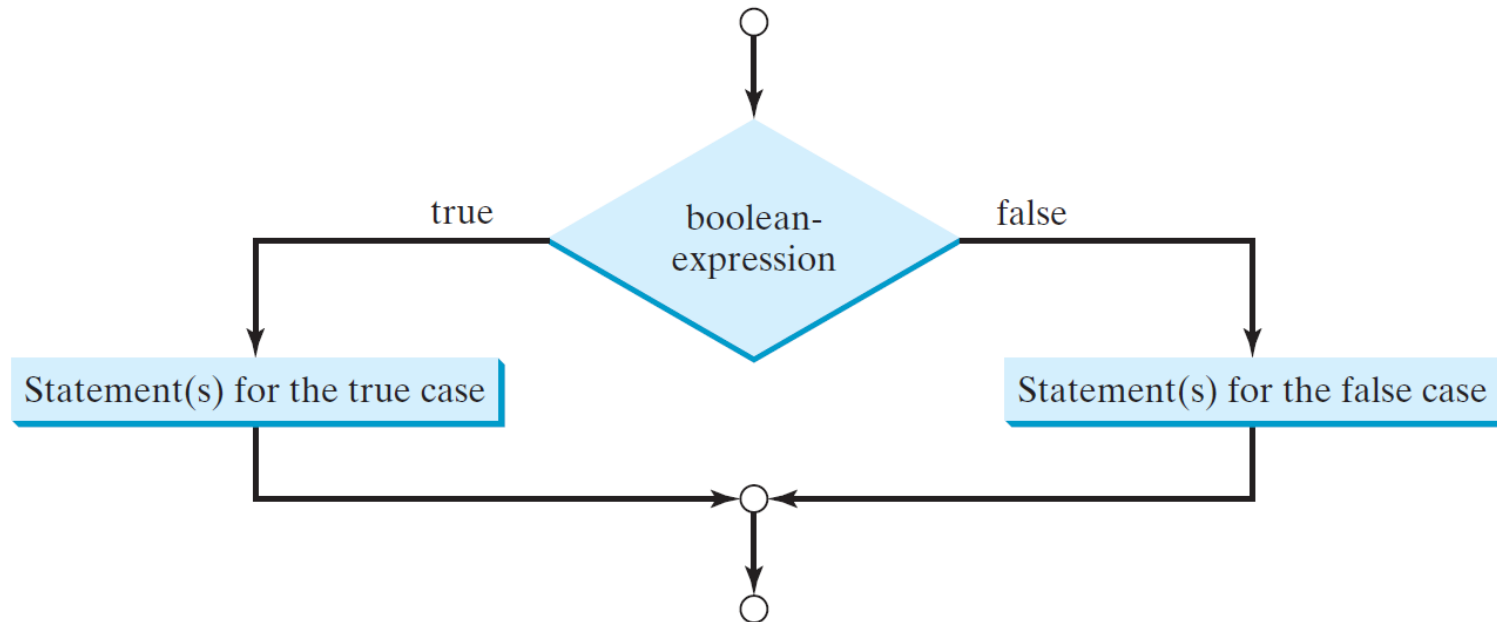 true
boolean-
expression
false
Statement(s) for the true case
Statement(s) for the false case